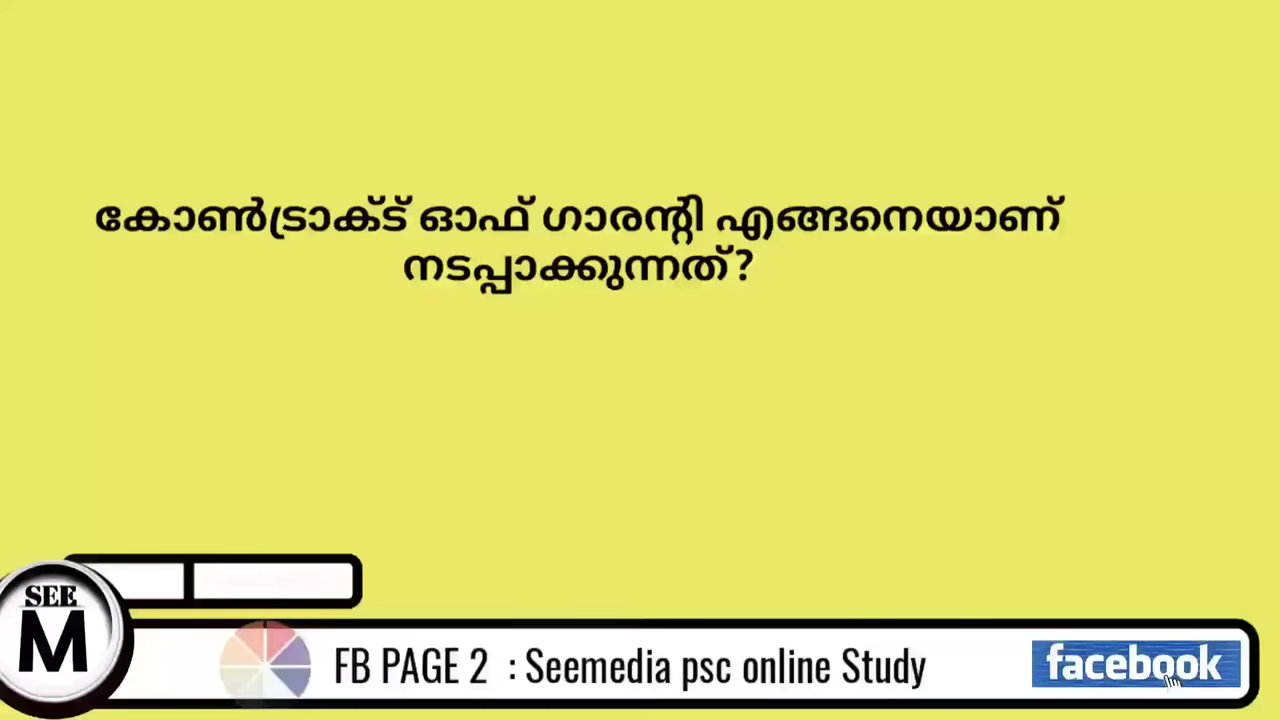 കോൺട്രാക്ട് ഓഫ് ഗാരന്റി എങ്ങനെയാണ്
നടപ്പാക്കുന്നത്?
SEE
M
FB PAGE 2 : Seemedia psc online Study
facebook